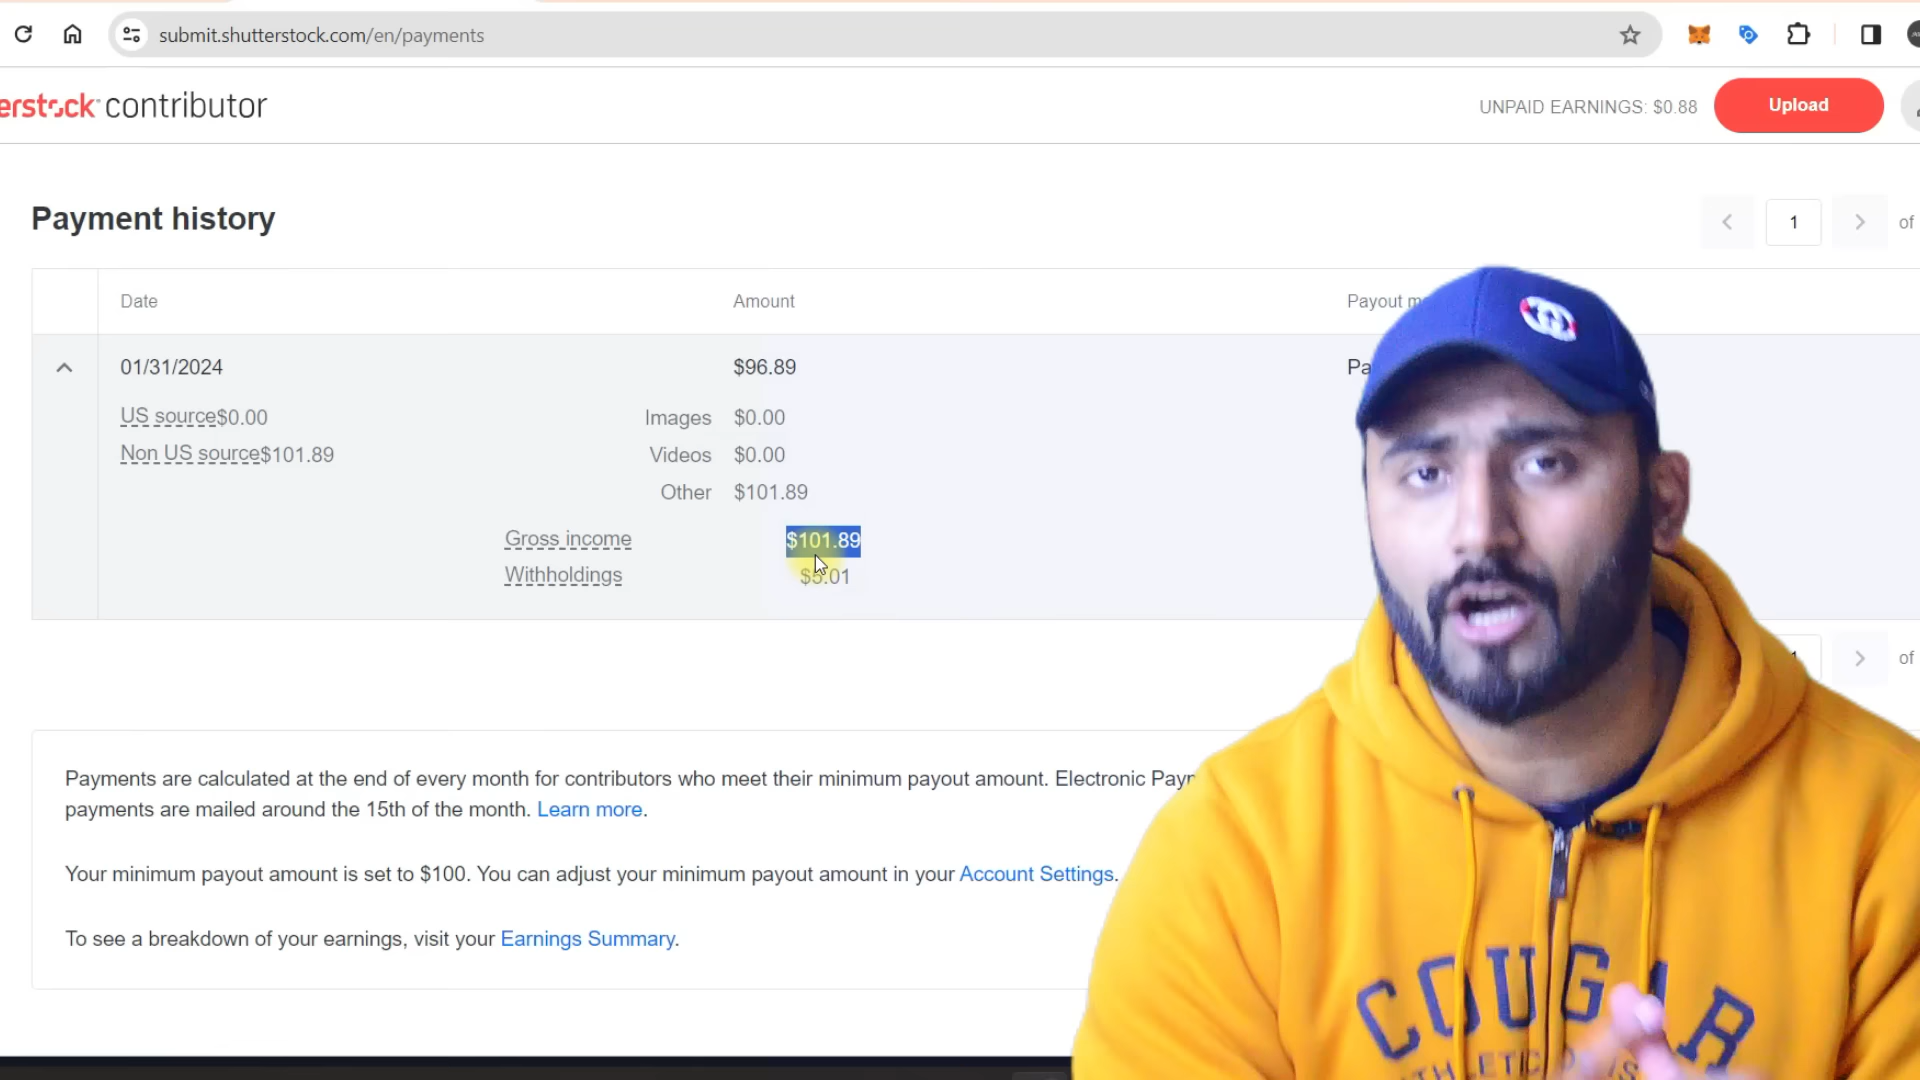 submit.shutterstock.com/en/payments
erstock contributor
UNPAID EARNINGS: $0.88
Upload
Payment history
1
of
Date
Amount
Payout m
01/31/2024
$96.89
Pa
US source$0.00
Images $0.00
Non US source$101.89
Videos $0.00
Other $101.89
Gross income $101.89
Withholdings $5.01
1
of
Payments are calculated at the end of every month for contributors who meet their minimum payout amount. Electronic Payn
payments are mailed around the 15th of the month. Learn more.
Your minimum payout amount is set to $100. You can adjust your minimum payout amount in your Account Settings.
To see a breakdown of your earnings, visit your Earnings Summary.
COUGAR